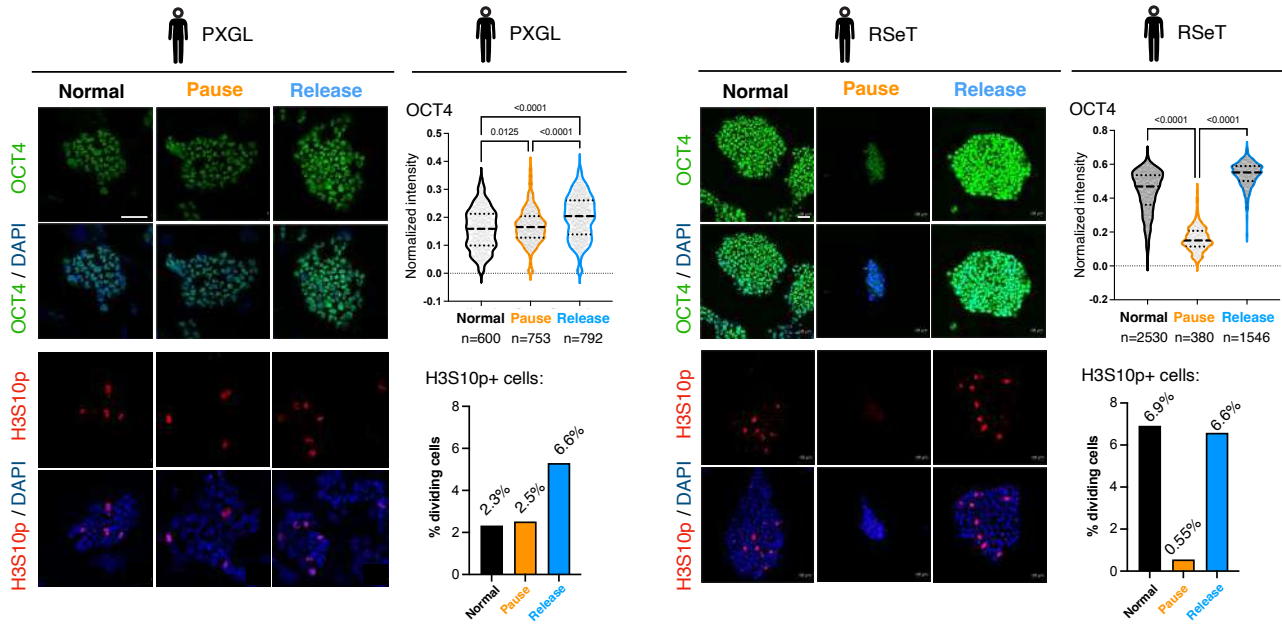 PXGL
Normal Pause Release
OCT4
OCT4 / DAPI
H3S10p
H3S10p / DAPI
PXGL
OCT4
<0.0001
0.0125 <0.0001
Normalized intensity
0.5
0.4
0.3
0.2
0.1
0.0
-0.1
Normal Pause Release
n=600 n=753 n=792
H3S10p+ cells:
% dividing cells
8
6
4
2
0
2.3% 2.5% 6.6%
Normal Pause Release
RSeT
Normal Pause Release
OCT4
OCT4 / DAPI
H3S10p
H3S10p / DAPI
RSeT
OCT4
<0.0001 <0.0001
Normalized intensity
0.8
0.6
0.4
0.2
0.0
0.2
Normal Pause Release
n=2530 n=380 n=1546
H3S10p+ cells:
% dividing cells
8
6
4
2
0
6.9% 0.55% 6.6%
Normal Pause Release